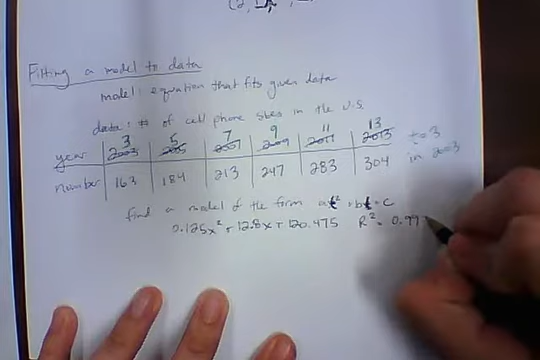 (2,
Fitting a model to data
model: equation that fits given data
data: # of cell phone sbes in the U.S.
3 5 7 9 11 13
year 2003 2005 2007 2009 2011 2013 t=3
number 163 184 213 247 283 304 in 2003
find a model of the form at² + bt + c
0.125x² + 12.8x + 120.475 R² = 0.99